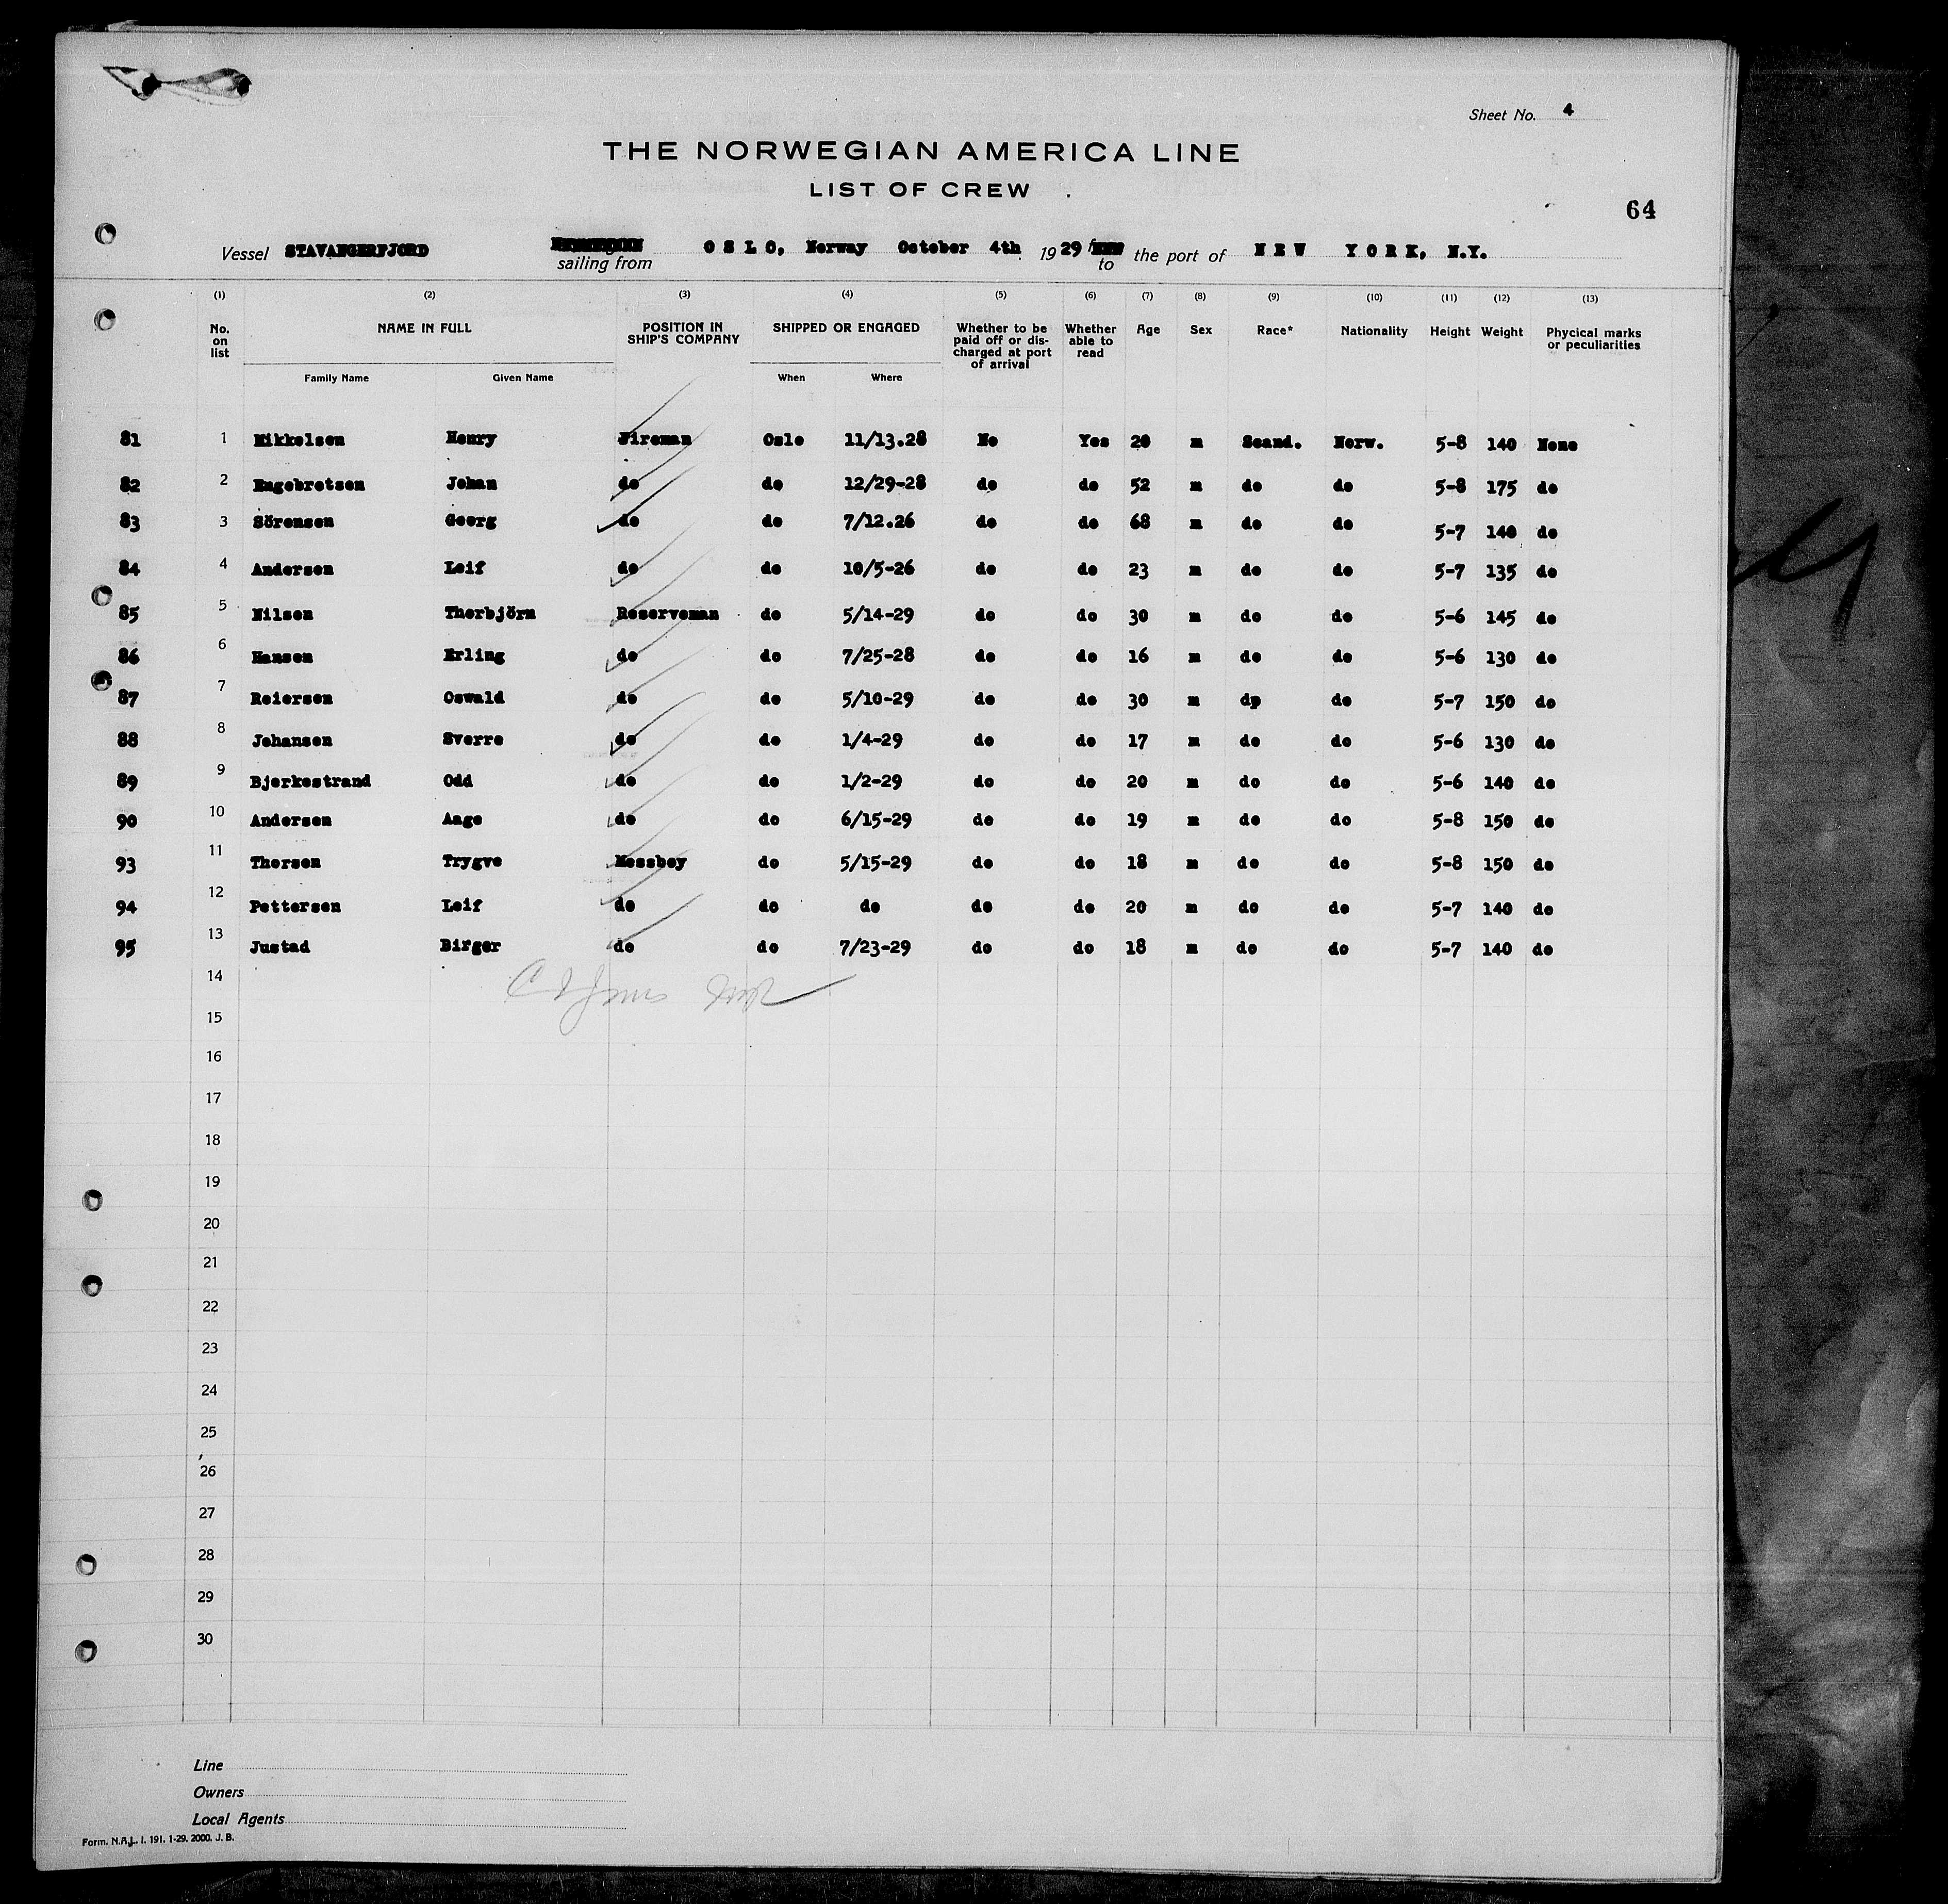 Sheet No. 4
THE NORWEGIAN AMERICA LINE
LIST OF CREW
64
Vessel STAVANGERFJORD sailing from OSLO, Norway October 4th 1929 to the port of NEW YORK, N.Y.
(1) (2) (3) (4) (5) (6) (7) (8) (9) (10) (11) (12) (13)
No. on list NAME IN FULL POSITION IN SHIP'S COMPANY SHIPPED OR ENGAGED Whether to be paid off or discharged at port of arrival Whether able to read Age Sex Race* Nationality Height Weight Phycical marks or peculiarities
Family Name Given Name When Where
81 1 Mikkelsen Henry Fireman Oslo 11/13.28 No Yes 20 m Scand. Norw. 5-8 140 None
82 2 Engebretsen Johan do do 12/29-28 do do 52 m do do 5-8 175 do
83 3 Sörensen Georg do do 7/12.26 do do 68 m do do 5-7 140 do
84 4 Andersen Leif do do 10/5-26 do do 23 m do do 5-7 135 do
85 5 Nilsen Thorbjörn Reserveman do 5/14-29 do do 30 m do do 5-6 145 do
86 6 Hansen Erling do do 7/25-28 do do 16 m do do 5-6 130 do
87 7 Reiersen Oswald do do 5/10-29 do do 30 m dp do 5-7 150 do
88 8 Johansen Sverre do do 1/4-29 do do 17 m do do 5-6 130 do
89 9 Bjerkestrand Odd do do 1/2-29 do do 20 m do do 5-6 140 do
90 10 Andersen Aage do do 6/15-29 do do 19 m do do 5-8 150 do
93 11 Thorsen Trygve Messboy do 5/15-29 do do 18 m do do 5-8 150 do
94 12 Pettersen Leif do do do do do 20 m do do 5-7 140 do
95 13 Justad Birger do do 7/23-29 do do 18 m do do 5-7 140 do
14
15
16
17
18
19
20
21
22
23
24
25
26
27
28
29
30
Line
Owners
Local Agents
Form. N.A.L. I. 191. 1-29. 2000. J. B.